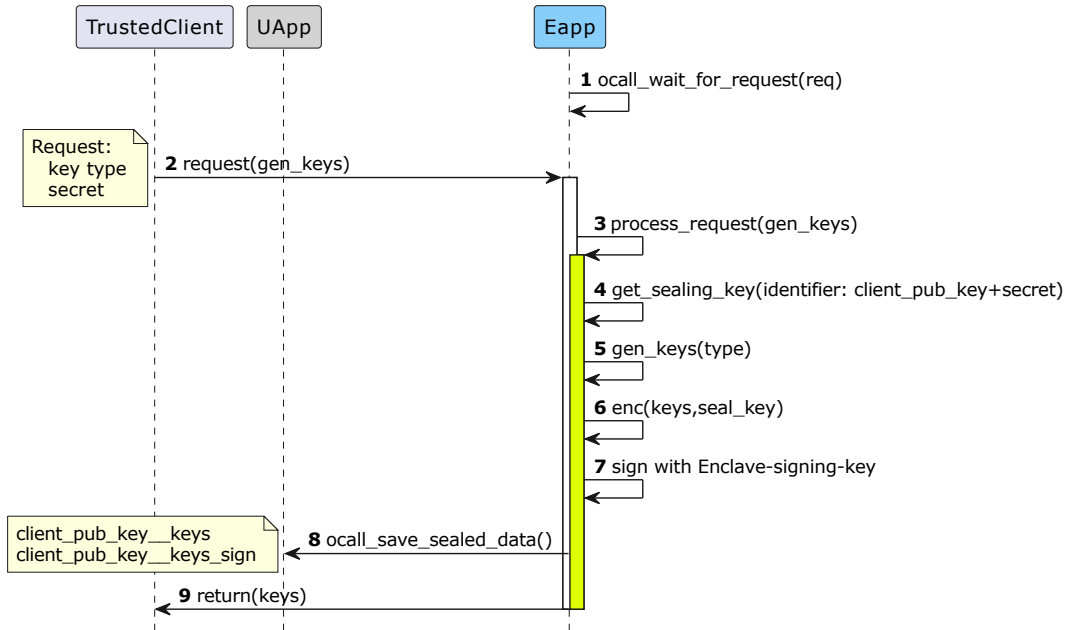 TrustedClient
UApp
Eapp
1 ocall_wait_for_request(req)
Request:
key type
secret
2 request(gen_keys)
3 process_request(gen_keys)
4 get_sealing_key(identifier: client_pub_key+secret)
5 gen_keys(type)
6 enc(keys,seal_key)
7 sign with Enclave-signing-key
client_pub_key__keys
client_pub_key__keys_sign
8 ocall_save_sealed_data()
9 return(keys)